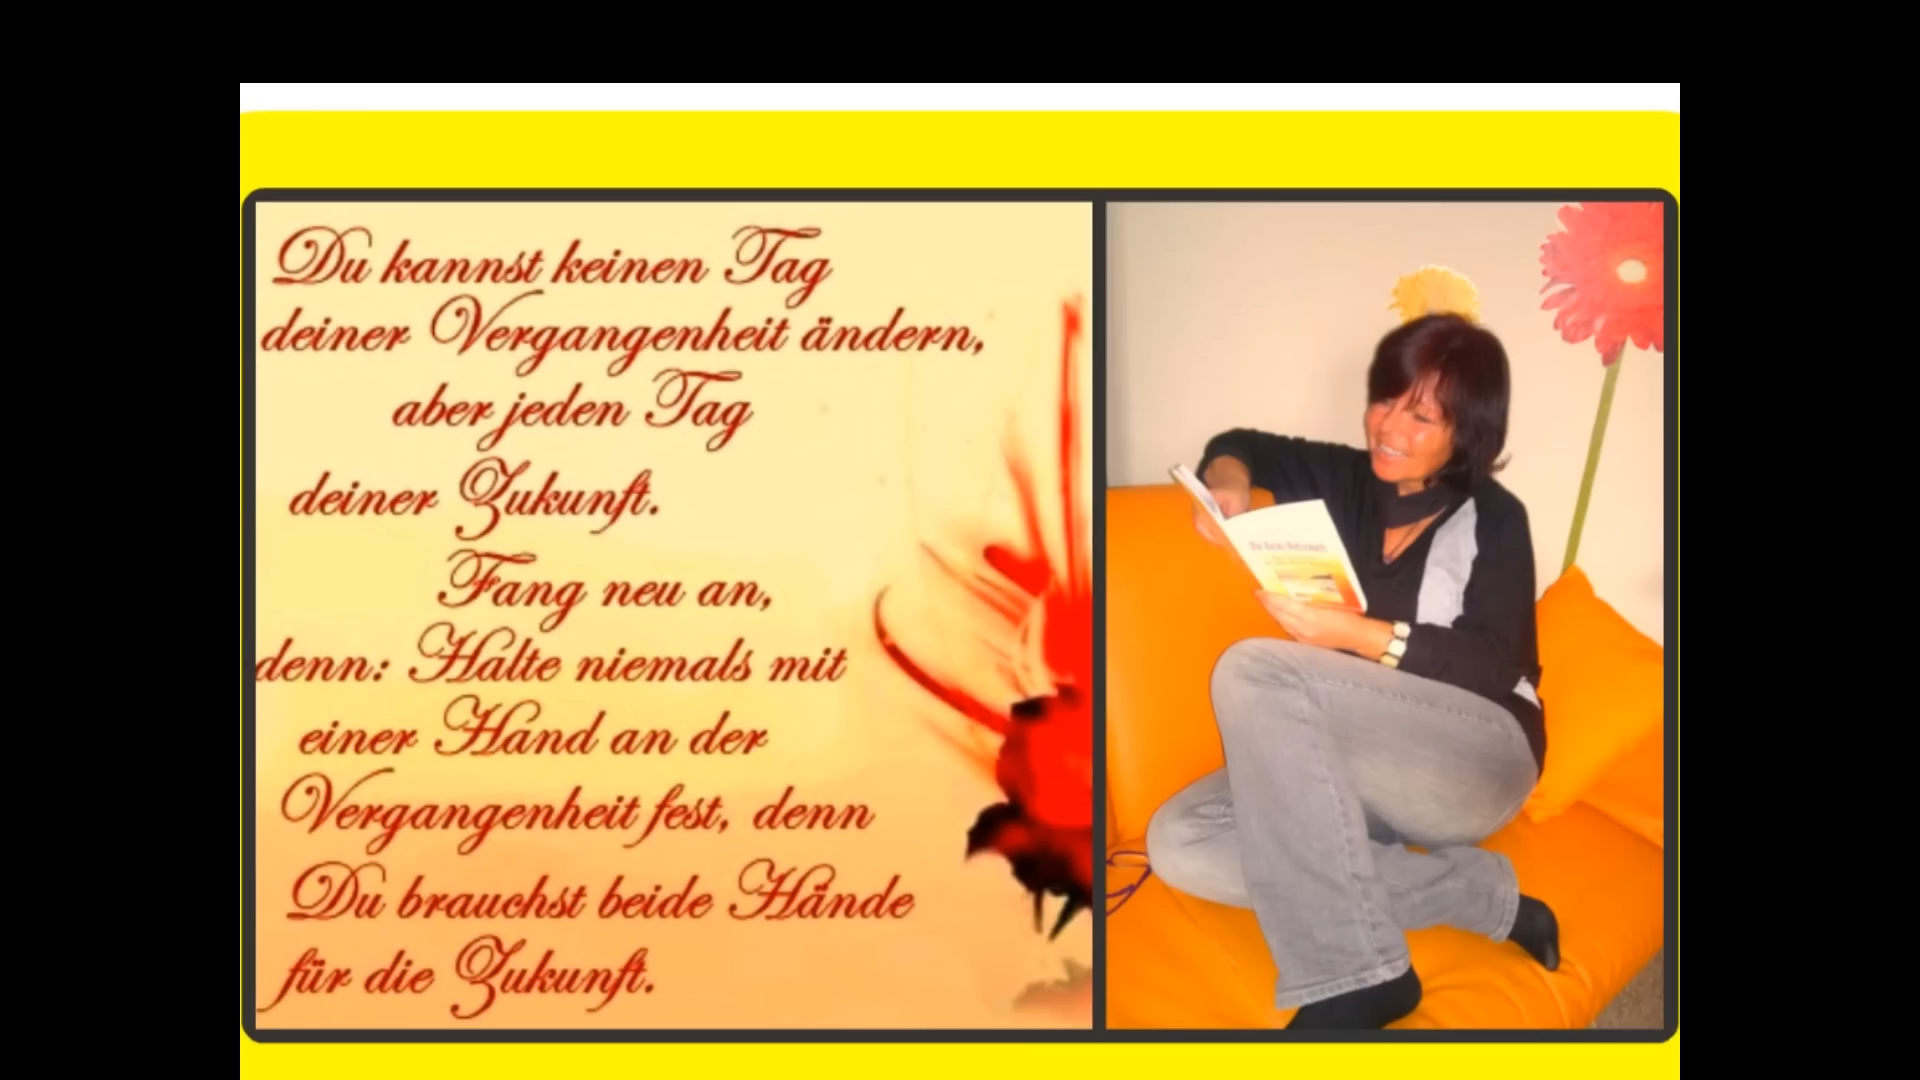 Du kannst keinen Tag
deiner Vergangenheit ändern,
aber jeden Tag
deiner Zukunft.
Fang neu an,
denn: Halte niemals mit
einer Hand an der
Vergangenheit fest, denn
Du brauchst beide Hände
für die Zukunft.